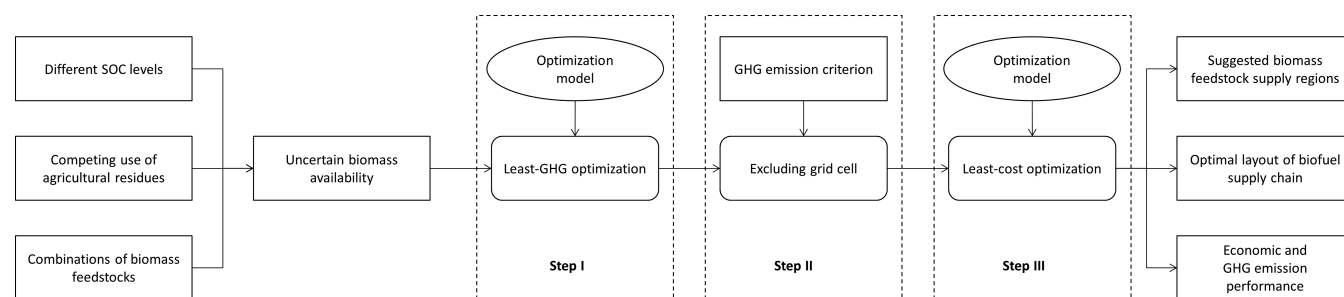 Different SOC levels
Competing use of
agricultural residues
Combinations of biomass
feedstocks
Uncertain biomass
availability
Optimization
model
Least-GHG optimization
Step I
GHG emission criterion
Excluding grid cell
Step II
Optimization
model
Least-cost optimization
Step III
Suggested biomass
feedstock supply regions
Optimal layout of biofuel
supply chain
Economic and
GHG emission
performance